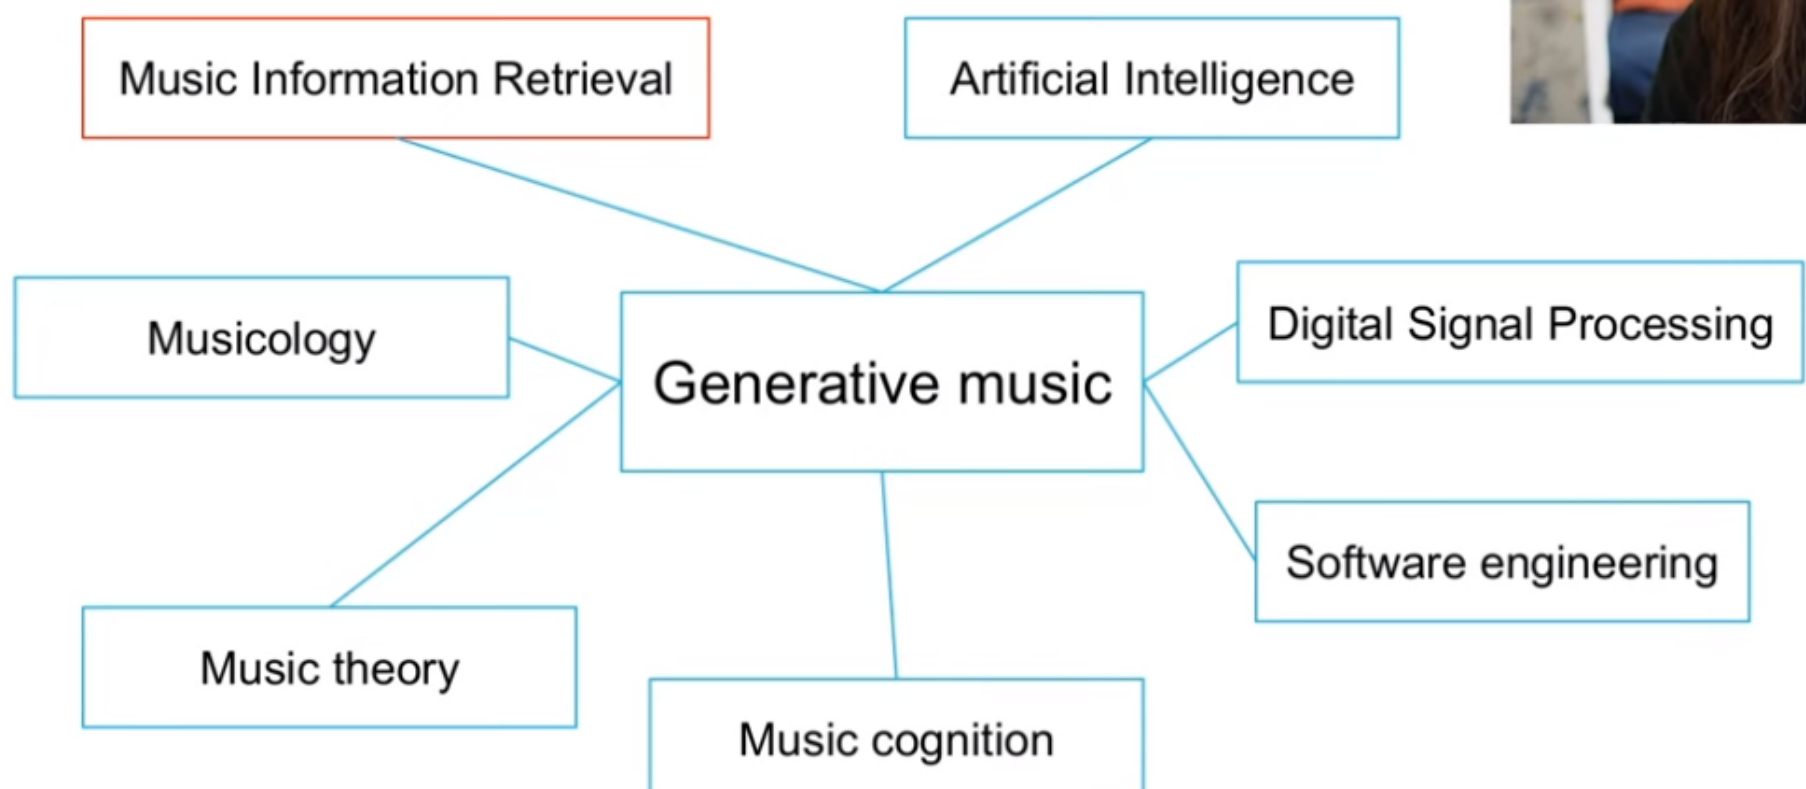 Music Information Retrieval
Artificial Intelligence
Musicology
Generative music
Digital Signal Processing
Software engineering
Music theory
Music cognition